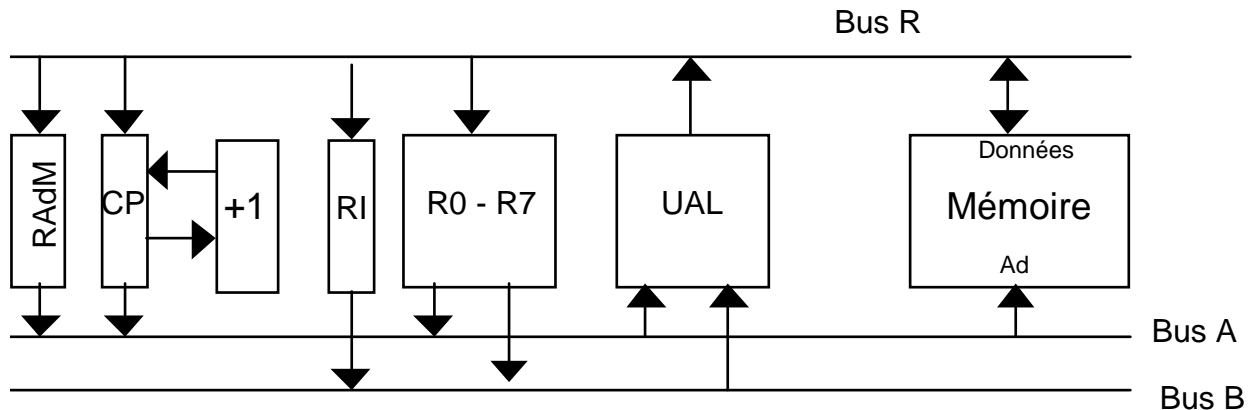 Bus R
RAdM
CP
+1
RI
R0 - R7
UAL
Données
Mémoire
Ad
Bus A
Bus B